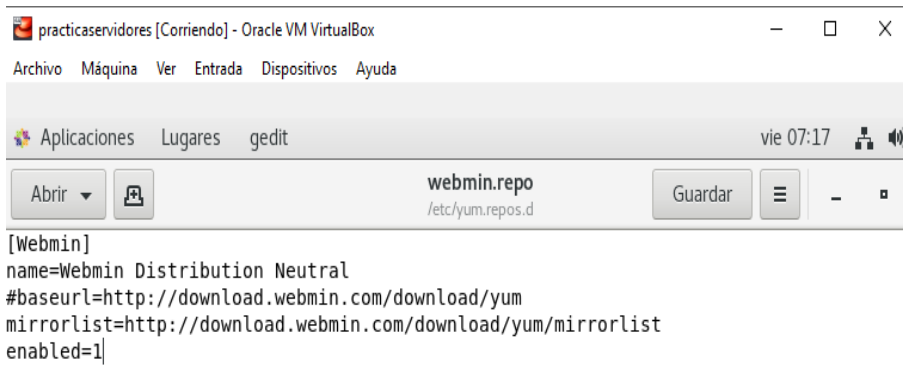 practicaservidores [Corriendo] - Oracle VM VirtualBox
Archivo Máquina Ver Entrada Dispositivos Ayuda
Aplicaciones Lugares gedit vie 07:17
Abrir webmin.repo Guardar
/etc/yum.repos.d
[Webmin]
name=Webmin Distribution Neutral
#baseurl=http://download.webmin.com/download/yum
mirrorlist=http://download.webmin.com/download/yum/mirrorlist
enabled=1